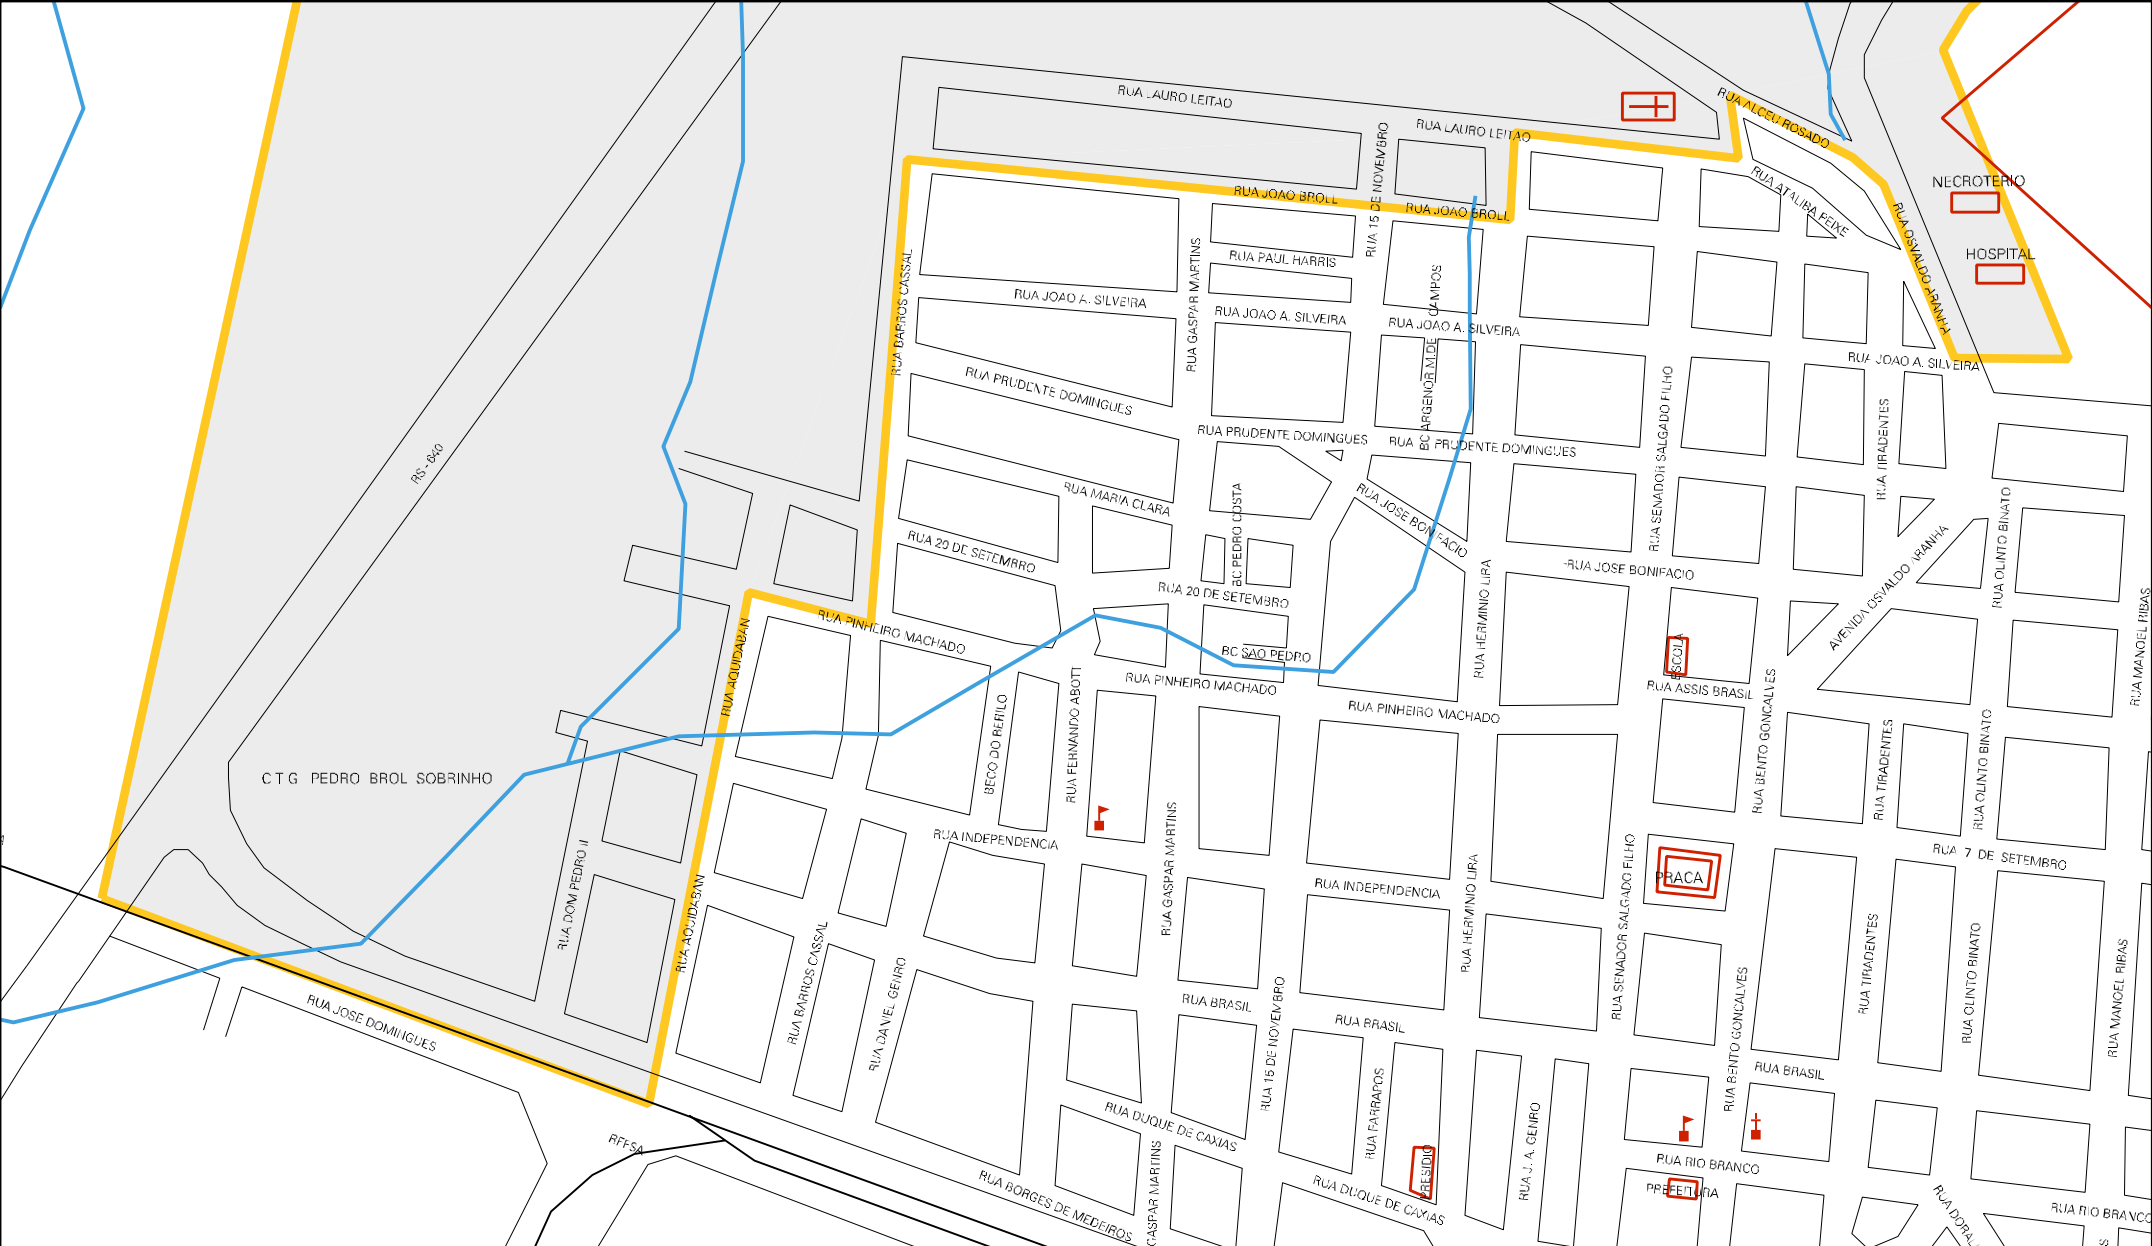 RUA LAURO LEITAO
RUA LAURO LEITAO
RUA ALCEU ROSADO
RUA 15 DE NOVEMBRO
NECROTERIO
RUA JOAO BROLL
RUA JOAO BROLL
RUA ATALIBA PEIXE
RUA OSVALDO ARANHA
HOSPITAL
RUA PAUL HARRIS
RUA BARROS CASSAL
RUA GASPAR MARTINS
RUA JOAO A. SILVEIRA
RUA JOAO A. SILVEIRA
RUA JOAO A. SILVEIRA
RUA JOAO A. SILVEIRA
BC ARGENOR M.DE CAMPOS
RUA PRUDENTE DOMINGUES
RUA PRUDENTE DOMINGUES
RUA PRUDENTE DOMINGUES
RUA SENADOR SALGADO FILHO
RUA TIRADENTES
RS - 640
RUA MARIA CLARA
BC PEDRO COSTA
RUA JOSE BONIFACIO
RUA 20 DE SETEMBRO
RUA 20 DE SETEMBRO
RUA JOSE BONIFACIO
RUA HERMINIO LIRA
AVENIDA OSVALDO ARANHA
RUA OLINTO BINATO
RUA MANOEL RIBAS
RUA PINHEIRO MACHADO
BC SAO PEDRO
ESCOLA
RUA AQUIDABAN
RUA PINHEIRO MACHADO
RUA ASSIS BRASIL
RUA PINHEIRO MACHADO
RUA BENTO GONCALVES
BECO DO BERILO
RUA FERNANDO ABOTT
RUA TIRADENTES
RUA OLINTO BINATO
CTG PEDRO BROL SOBRINHO
RUA INDEPENDENCIA
RUA GASPAR MARTINS
RUA 7 DE SETEMBRO
RUA DOM PEDRO II
RUA INDEPENDENCIA
RUA HERMINIO LIRA
RUA SENADOR SALGADO FILHO
PRACA
RUA AQUIDABAN
RUA BARROS CASSAL
RUA DANIEL GENRO
RUA TIRADENTES
RUA OLINTO BINATO
RUA MANOEL RIBAS
RUA BRASIL
RUA 15 DE NOVEMBRO
RUA BRASIL
RUA BENTO GONCALVES
RUA JOSE DOMINGUES
RUA BRASIL
RUA DUQUE DE CAXIAS
RUA FARRAPOS
RUA J. A. GENRO
RFFSA
PRESIDIO
RUA RIO BRANCO
RUA BORGES DE MEDEIROS
GASPAR MARTINS
RUA DUQUE DE CAXIAS
PREFEITURA
RUA DORAL
RUA RIO BRANCO